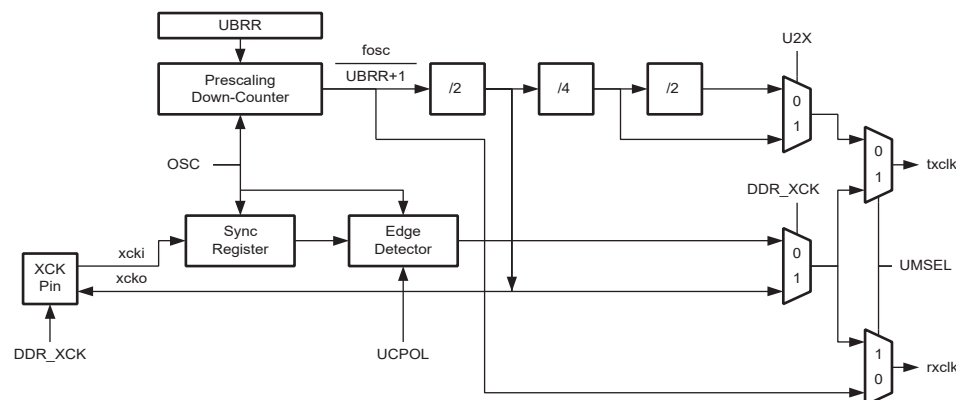 UBRR
fosc
U2X
Prescaling
Down-Counter
UBRR+1
/2
/4
/2
0
1
OSC
DDR_XCK
0
1
txclk
Sync
Register
Edge
Detector
xcki
xcko
XCK
Pin
0
1
UMSEL
DDR_XCK
UCPOL
1
0
rxclk